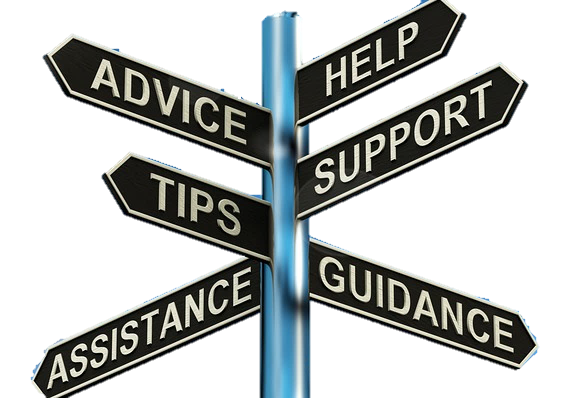 HELP
ADVICE
SUPPORT
TIPS
GUIDANCE
ASSISTANCE